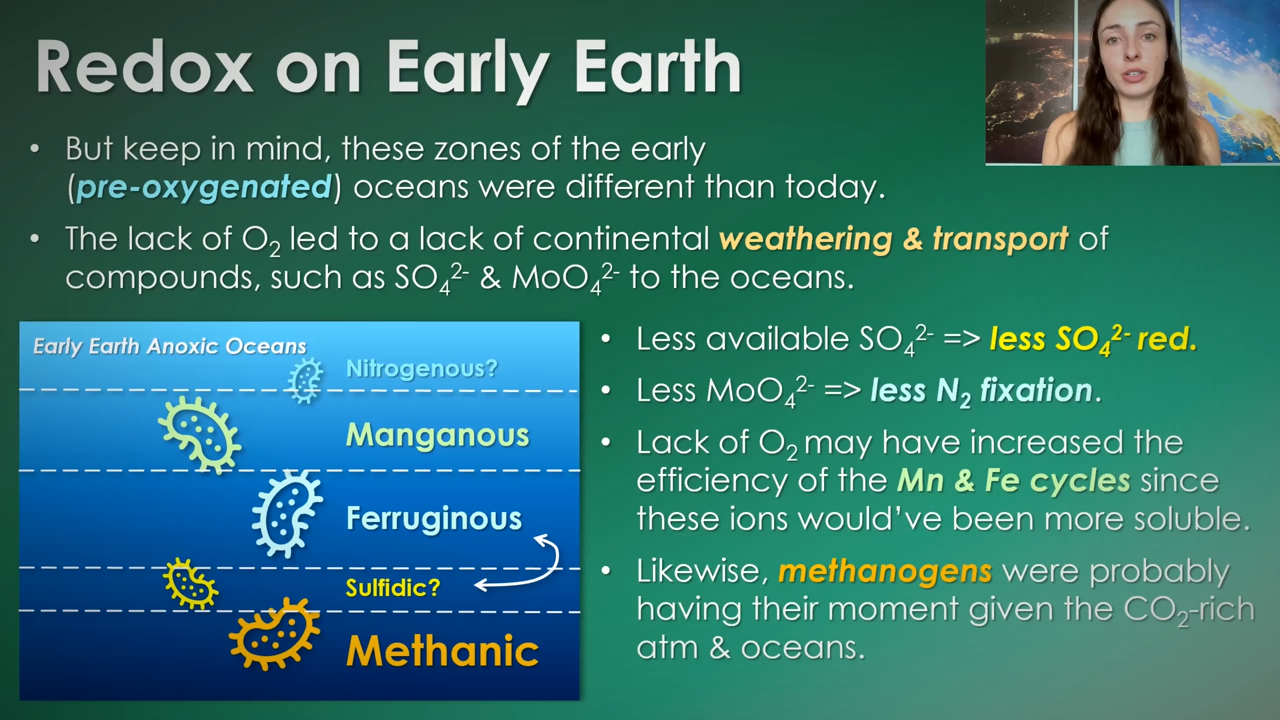 Redox on Early Earth
• But keep in mind, these zones of the early
(pre-oxygenated) oceans were different than today.
• The lack of O₂ led to a lack of continental weathering & transport of
compounds, such as SO₄²⁻ & MoO₄²⁻ to the oceans.
Early Earth Anoxic Oceans
Nitrogenous?
Manganous
Ferruginous
Sulfidic?
Methanic
• Less available SO₄²⁻ => less SO₄²⁻ red.
• Less MoO₄²⁻ => less N₂ fixation.
• Lack of O₂ may have increased the
efficiency of the Mn & Fe cycles since
these ions would've been more soluble.
• Likewise, methanogens were probably
having their moment given the CO₂-rich
atm & oceans.